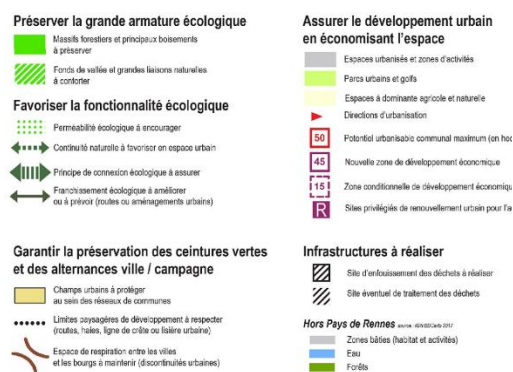 Préserver la grande armature écologique
Massifs forestiers et principaux boisements
à préserver
Fonds de vallée et grandes liaisons naturelles
à conforter
Favoriser la fonctionnalité écologique
Perméabilité écologique à encourager
Continuité naturelle à favoriser en espace urbain
Principe de connexion écologique à assurer
Franchissement écologique à améliorer
ou à prévoir (routes ou aménagements urbains)
Garantir la préservation des ceintures vertes
et des alternances ville / campagne
Champs urbains à protéger
au sein des réseaux de communes
Limites paysagères de développement à respecter
(routes, haies, ligne de crête ou lisière urbaine)
Espace de respiration entre les villes
et les bourgs à maintenir (discontinuités urbaines)
Assurer le développement urbain
en économisant l'espace
Espaces urbanisés et zones d'activités
Parcs urbains et golfs
Espaces à dominante agricole et naturelle
Directions d'urbanisation
50 Potentiel urbanisable communal maximum (en hec
45 Nouvelle zone de développement économique
15 Zone conditionnelle de développement économiqu
R Sites privilégiés de renouvellement urbain pour l'a
Infrastructures à réaliser
Site d'enfouissement des déchets à réaliser
Site éventuel de traitement des déchets
Hors Pays de Rennes
Zones bâties (habitat et activités)
Eau
Forêts